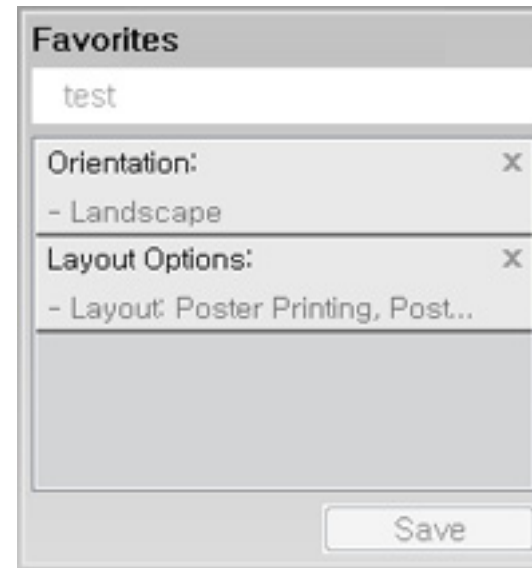 Favorites
test
Orientation: x
- Landscape
Layout Options: x
- Layout: Poster Printing, Post...
Save